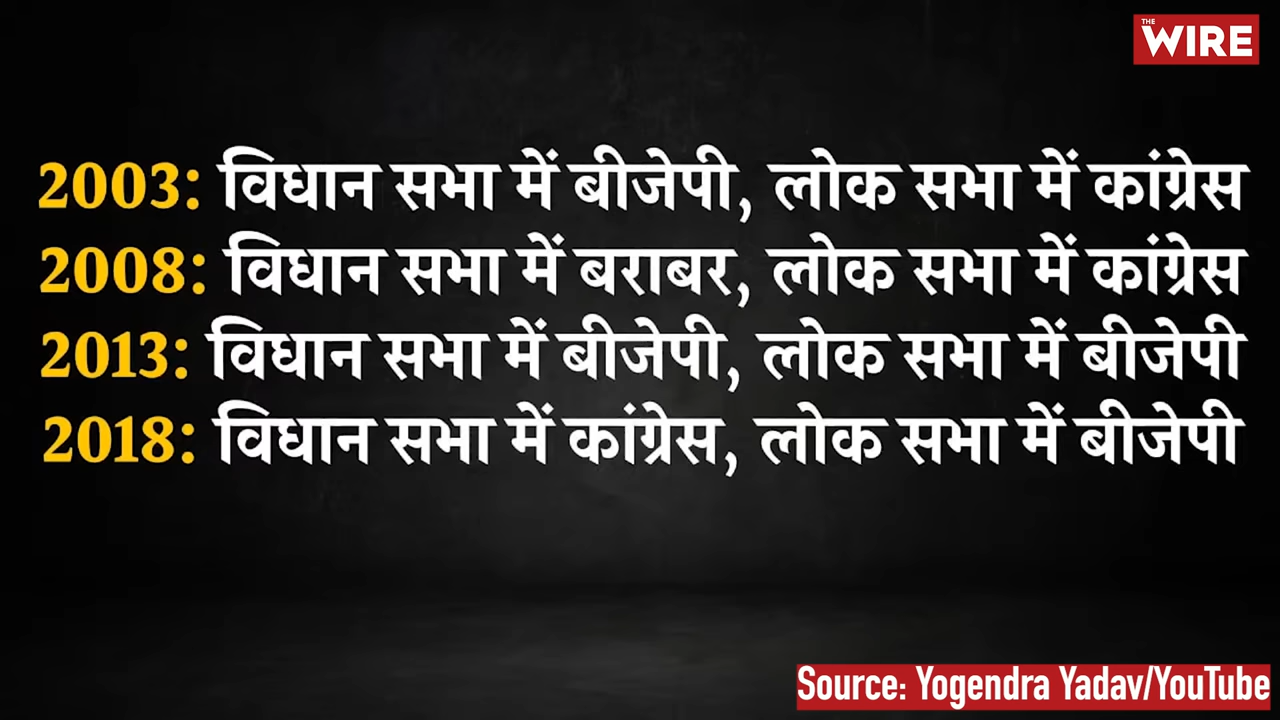 THE
WIRE
2003: विधान सभा में बीजेपी, लोक सभा में कांग्रेस
2008: विधान सभा में बराबर, लोक सभा में कांग्रेस
2013: विधान सभा में बीजेपी, लोक सभा में बीजेपी
2018: विधान सभा में कांग्रेस, लोक सभा में बीजेपी
Source: Yogendra Yadav/YouTube